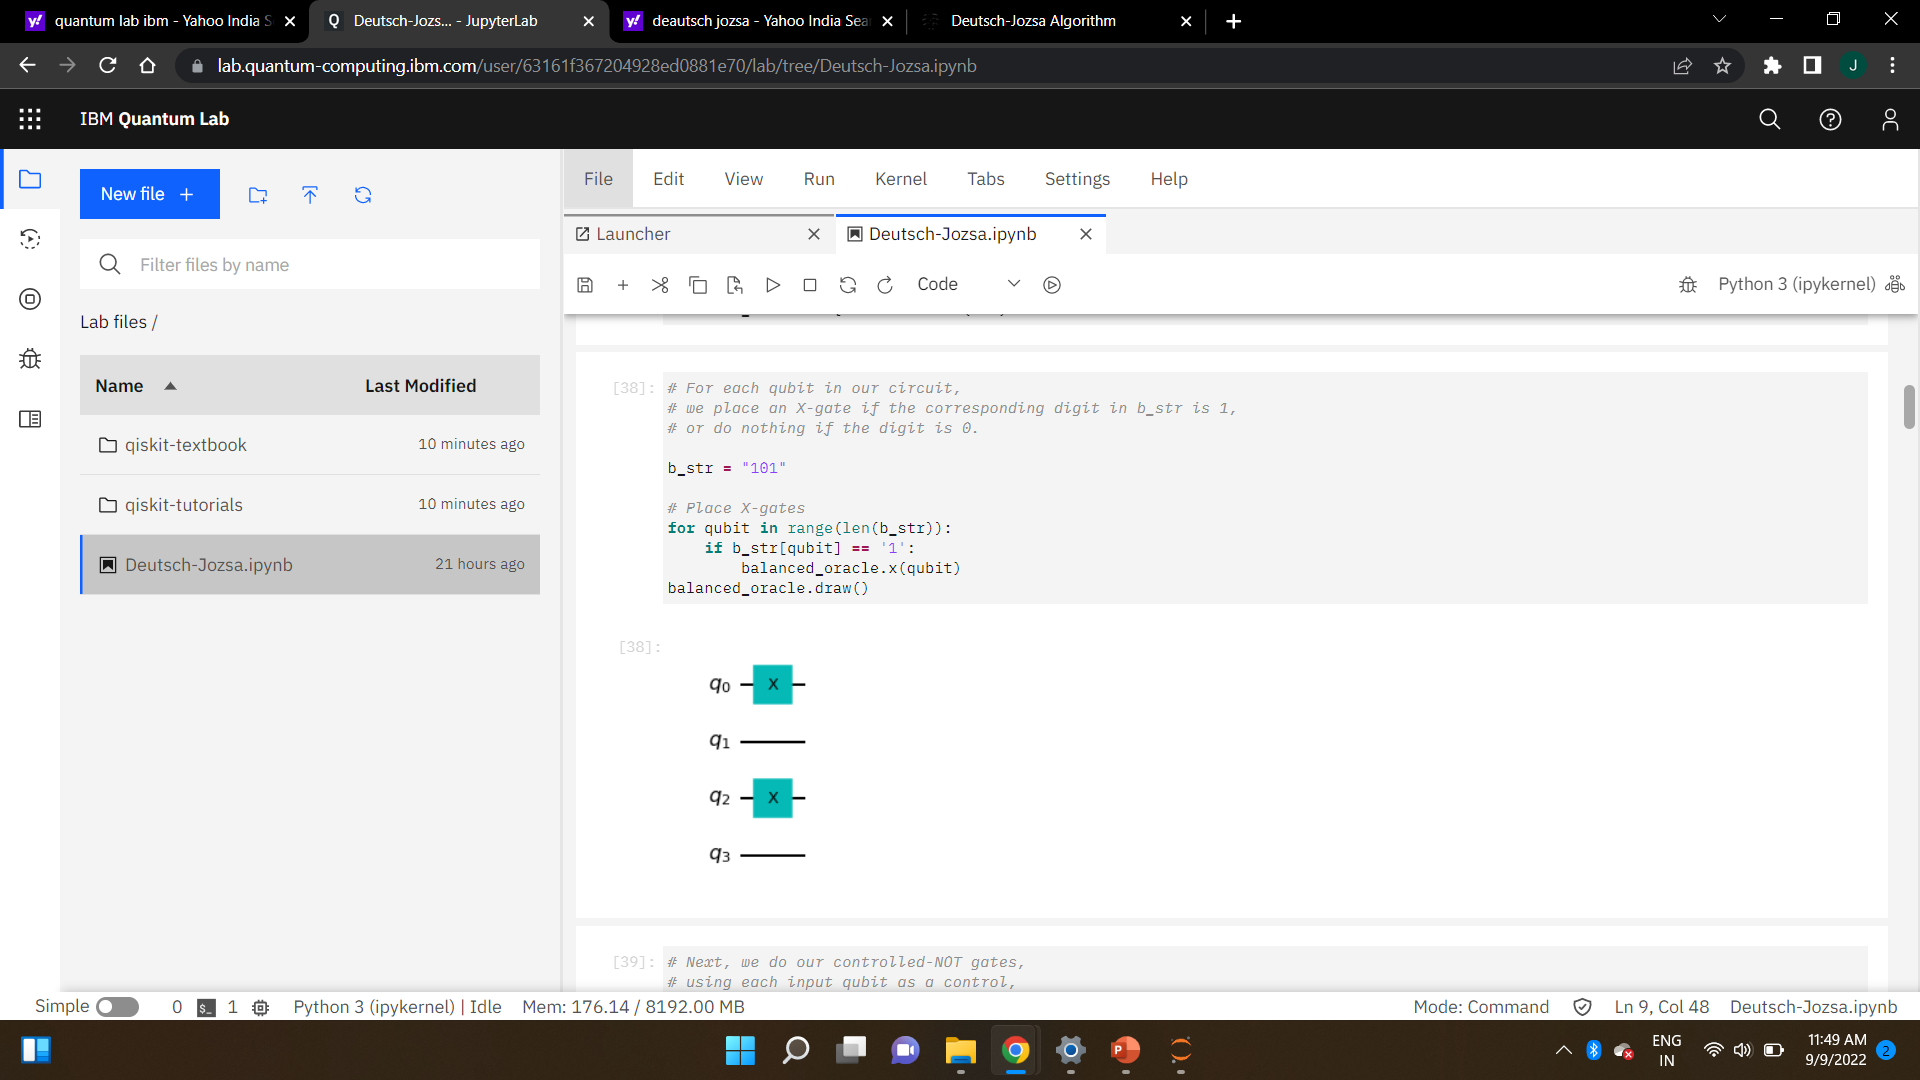 quantum lab ibm - Yahoo India S
Deutsch-Jozs... - JupyterLab
deautsch jozsa - Yahoo India Sea
Deutsch-Jozsa Algorithm
lab.quantum-computing.ibm.com/user/63161f367204928ed0881e70/lab/tree/Deutsch-Jozsa.ipynb
J
IBM Quantum Lab
New file +
File Edit View Run Kernel Tabs Settings Help
Launcher
Deutsch-Jozsa.ipynb
Code
Python 3 (ipykernel)
Filter files by name
Lab files /
Name Last Modified
qiskit-textbook 10 minutes ago
qiskit-tutorials 10 minutes ago
Deutsch-Jozsa.ipynb 21 hours ago
[38]: # For each qubit in our circuit,
# we place an X-gate if the corresponding digit in b_str is 1,
# or do nothing if the digit is 0.
b_str = "101"
# Place X-gates
for qubit in range(len(b_str)):
if b_str[qubit] == '1':
balanced_oracle.x(qubit)
balanced_oracle.draw()
[38]:
q0 X
q1
q2 X
q3
[39]: # Next, we do our controlled-NOT gates,
# using each input qubit as a control,
Simple 0 $_ 1 Python 3 (ipykernel) | Idle Mem: 176.14 / 8192.00 MB Mode: Command Ln 9, Col 48 Deutsch-Jozsa.ipynb
ENG
IN
11:49 AM
9/9/2022
2